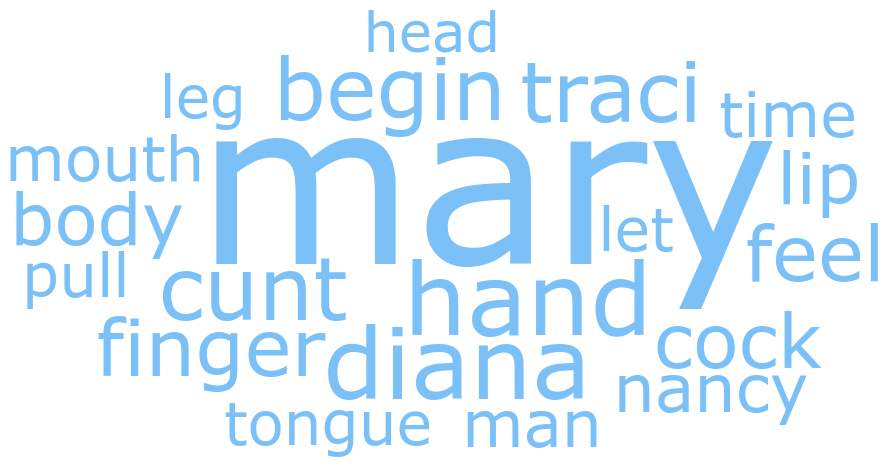 head
leg begin traci time
mouth mary lip
body let feel
pull cunt hand
finger diana cock
nancy
tongue man